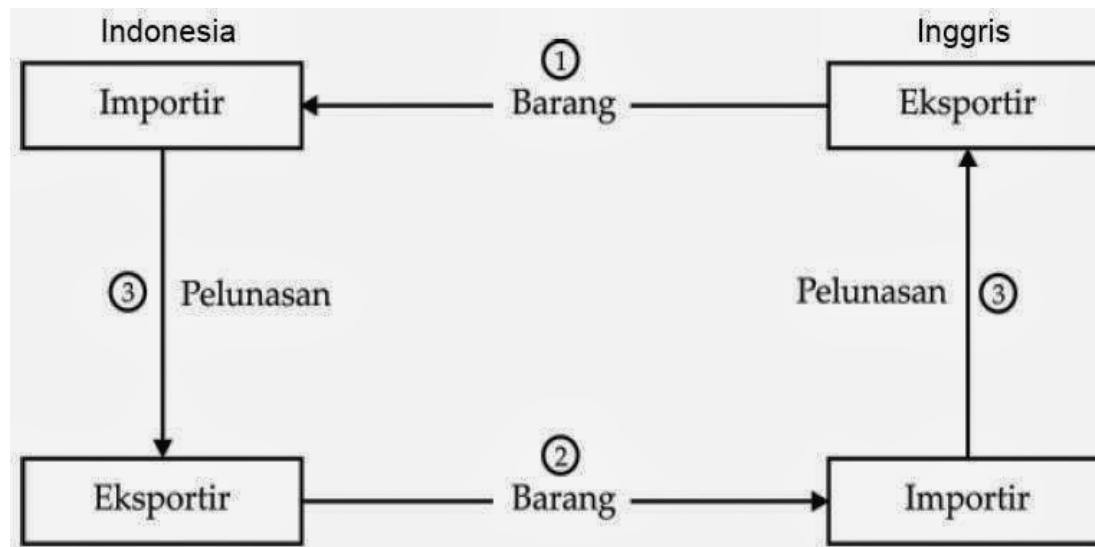 Indonesia
Inggris
Importir
1
Barang
Eksportir
3
Pelunasan
Pelunasan
3
Eksportir
2
Barang
Importir